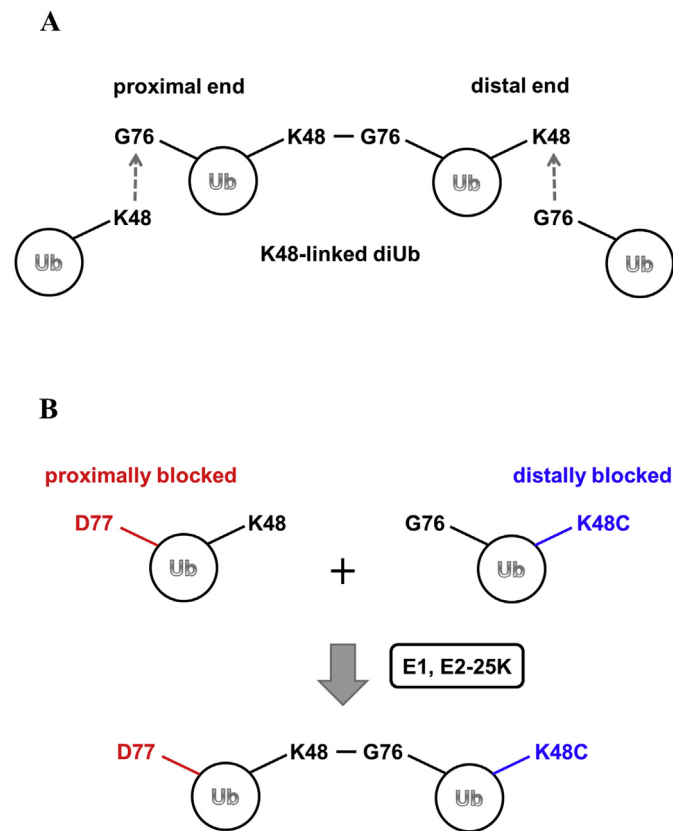 A
proximal end distal end
G76 K48 — G76 K48
Ub Ub
K48 G76
Ub K48-linked diUb Ub
B
proximally blocked distally blocked
D77 K48 G76 K48C
Ub + Ub
E1, E2-25K
D77 K48 — G76 K48C
Ub Ub